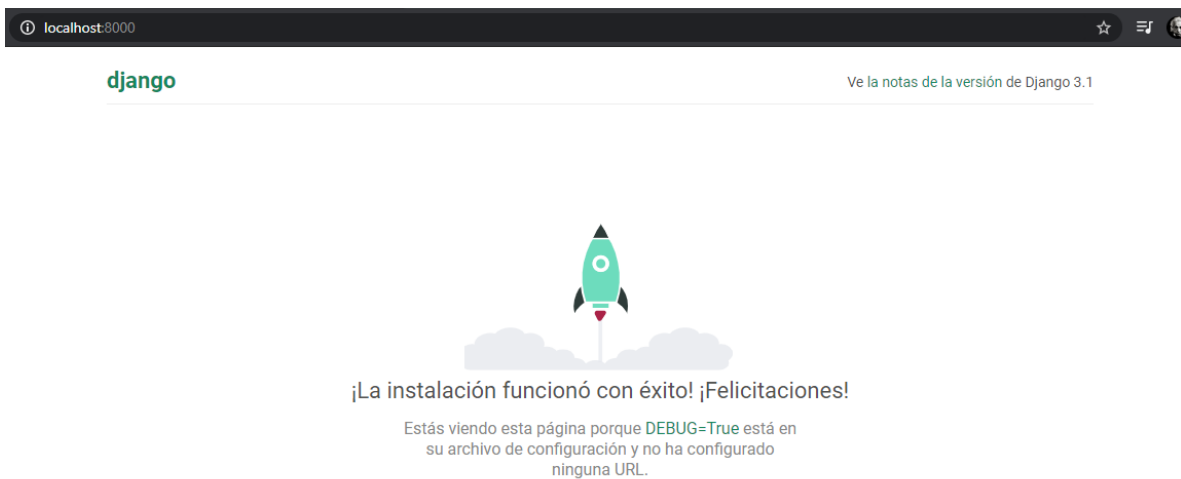 localhost:8000
django
Ve la notas de la versión de Django 3.1
¡La instalación funcionó con éxito! ¡Felicitaciones!
Estás viendo esta página porque DEBUG=True está en
su archivo de configuración y no ha configurado
ninguna URL.